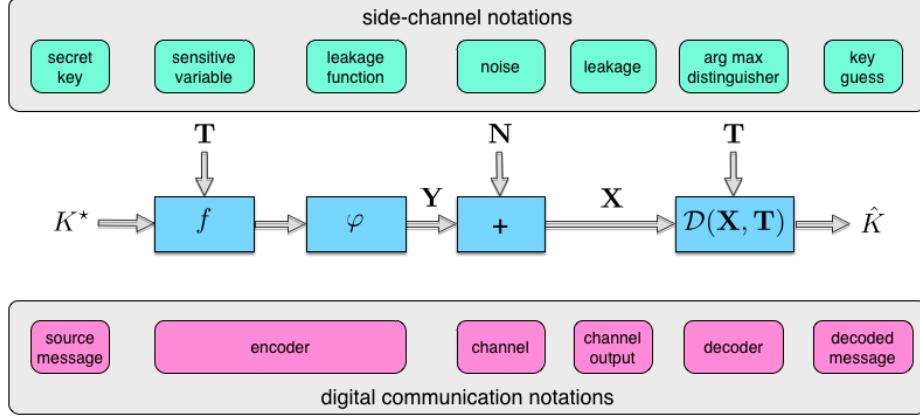 side-channel notations
secret
key
sensitive
variable
leakage
function
noise
leakage
arg max
distinguisher
key
guess
T
N
T
K⋆
f
φ
Y
+
X
𝒟(X, T)
K̂
source
message
encoder
channel
channel
output
decoder
decoded
message
digital communication notations